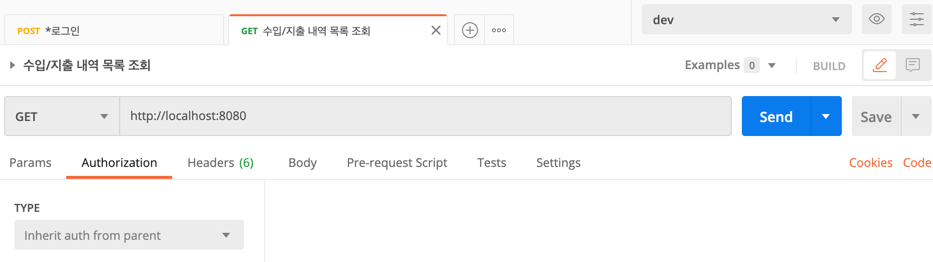 POST *로그인
GET 수입/지출 내역 목록 조회
dev
수입/지출 내역 목록 조회
Examples 0
BUILD
GET http://localhost:8080 Send Save
Params Authorization Headers (6) Body Pre-request Script Tests Settings Cookies Code
TYPE
Inherit auth from parent